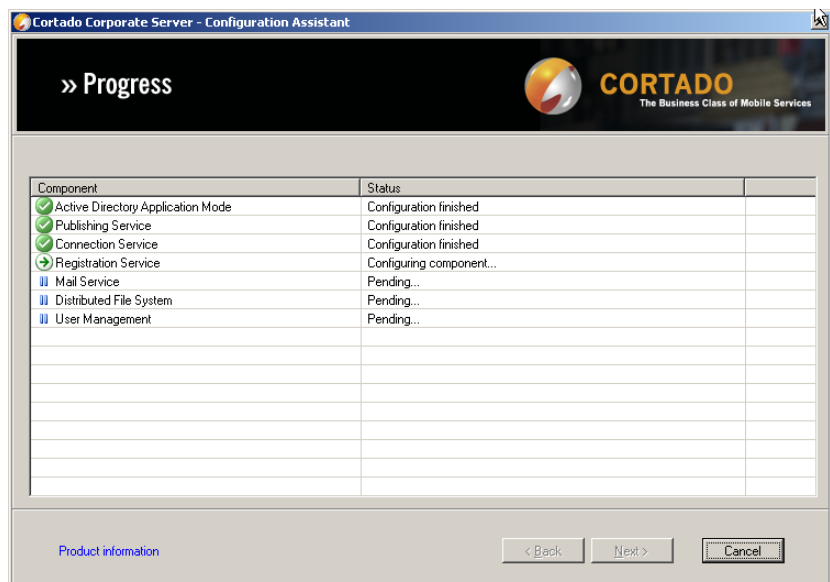 Cortado Corporate Server - Configuration Assistant
» Progress
CORTADO
The Business Class of Mobile Services
Component Status
Active Directory Application Mode Configuration finished
Publishing Service Configuration finished
Connection Service Configuration finished
Registration Service Configuring component...
Mail Service Pending...
Distributed File System Pending...
User Management Pending...
Product information < Back Next > Cancel